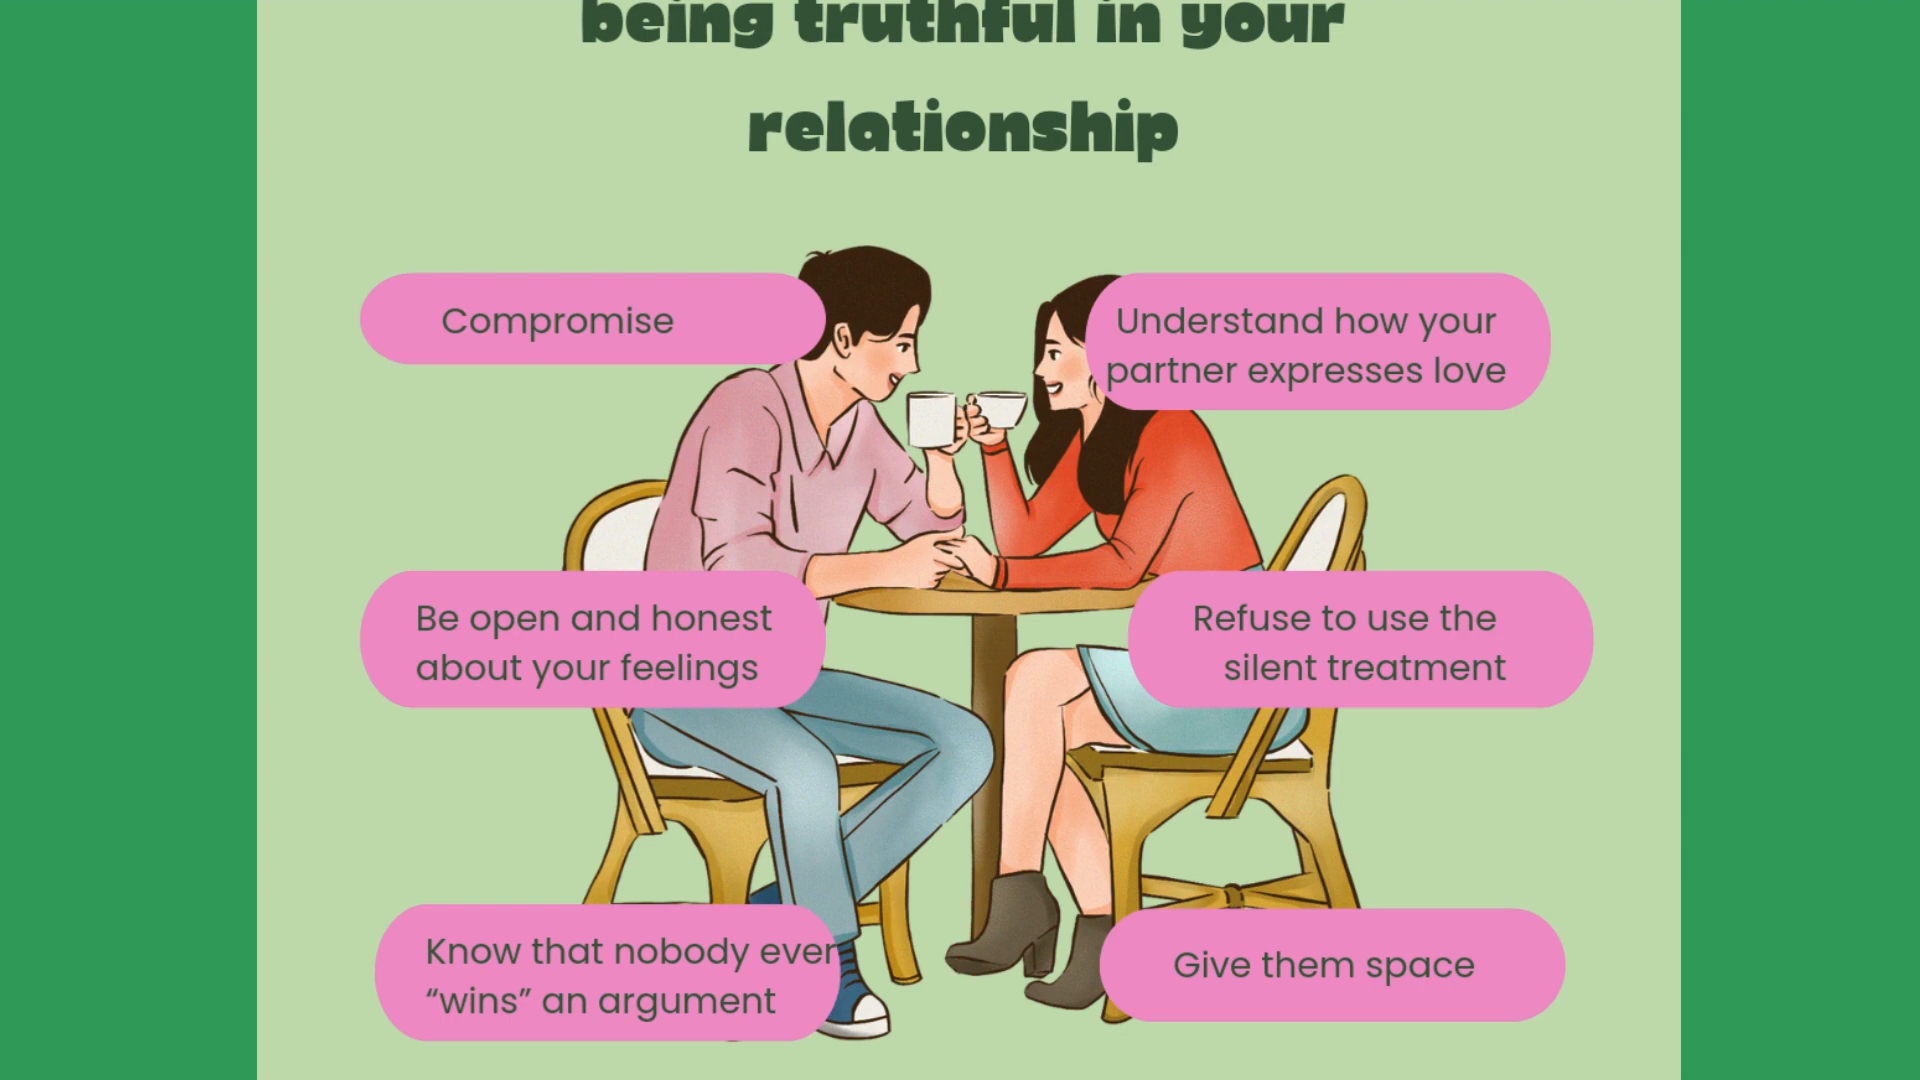 being truthful in your
relationship
Compromise
Understand how your
partner expresses love
Be open and honest
about your feelings
Refuse to use the
silent treatment
Know that nobody ever
“wins” an argument
Give them space